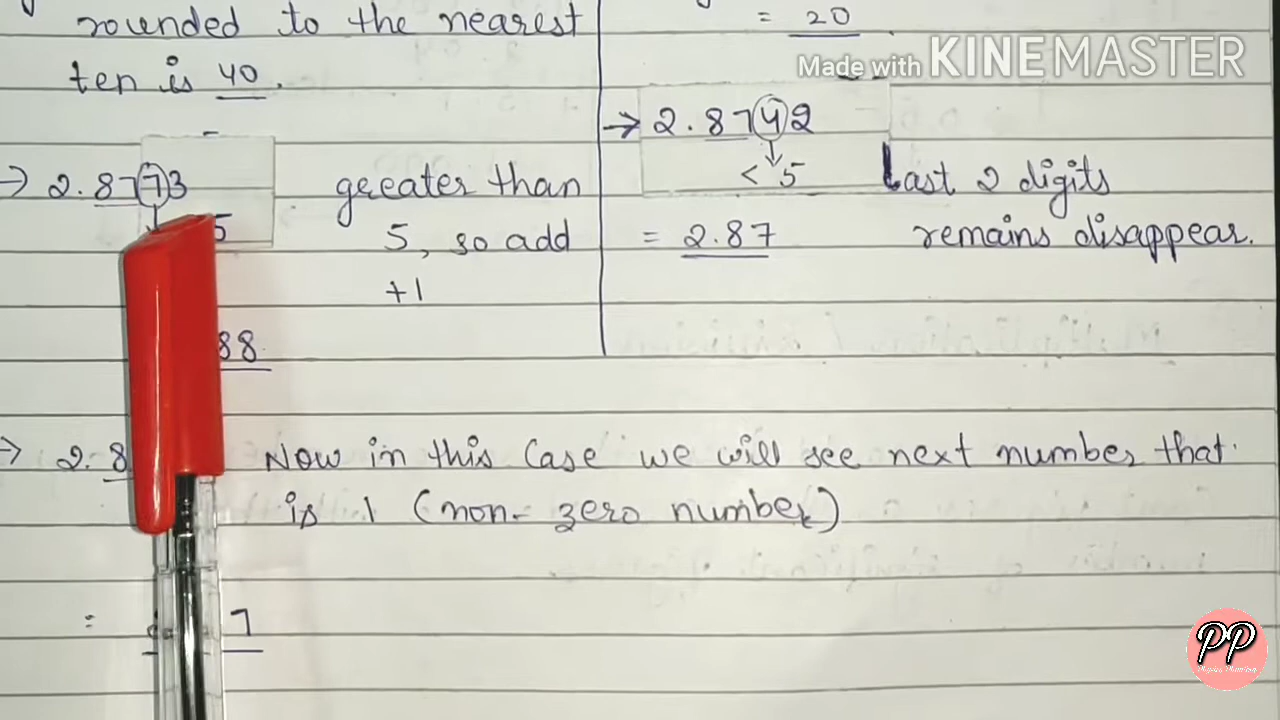 rounded to the nearest
ten is 40.
→ 2.8773 greater than
5 5, so add
+1
88
= 20.
Made with KINEMASTER
→ 2.8742
< 5 Last 2 digits
= 2.87 remains disappear.
→ 2.8 Now in this Case we will see next number that
is 1 (non-zero number)
= 7
PP